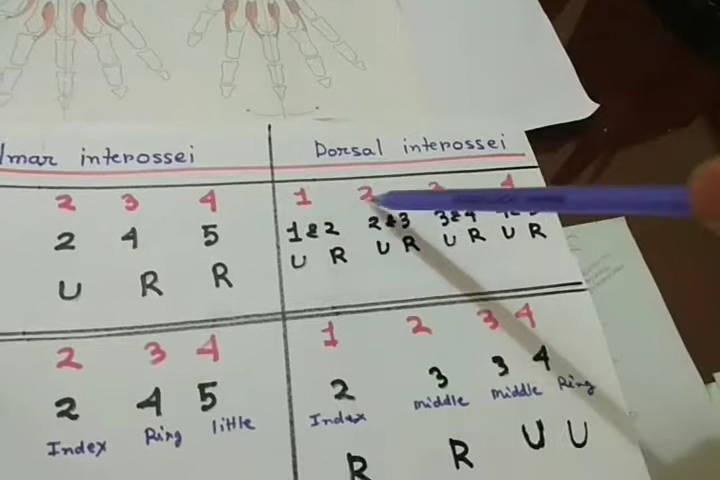 interossei Dorsal interossei
2 3 4 1 2 4
2 4 5 1&2 2&3 3&4
U R R U R U R U R U R
2 3 4 1 2 3 4
2 4 5 2 3 3 4
Index Ring little Index middle middle Ring
R R U U